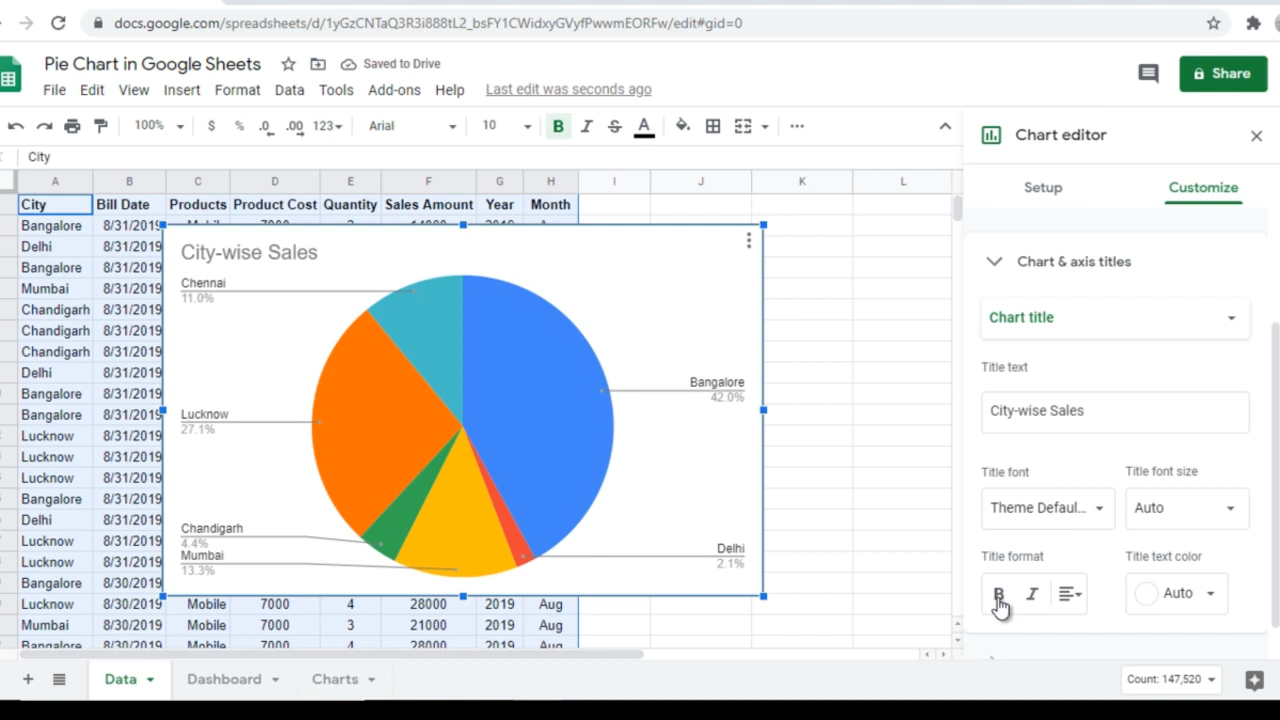 docs.google.com/spreadsheets/d/1yGzCNTaQ3R3i888tL2_bsFY1CWidxyGVyfPwwmEORFw/edit#gid=0
Pie Chart in Google Sheets Saved to Drive
Share
File Edit View Insert Format Data Tools Add-ons Help Last edit was seconds ago
100% $ % .0 .00 123 Arial 10 B I S A
Chart editor
City
Setup Customize
A B C D E F G H I J K L
City Bill Date Products Product Cost Quantity Sales Amount Year Month
Bangalore 8/31/2019
Delhi 8/31/2019
Bangalore 8/31/2019
Mumbai 8/31/2019
Chandigarh 8/31/2019
Chandigarh 8/31/2019
Chandigarh 8/31/2019
Delhi 8/31/2019
Bangalore 8/31/2019
Bangalore 8/31/2019
Lucknow 8/31/2019
Lucknow 8/31/2019
Lucknow 8/31/2019
Bangalore 8/31/2019
Delhi 8/31/2019
Lucknow 8/31/2019
Lucknow 8/31/2019
Bangalore 8/30/2019
Lucknow 8/30/2019 Mobile 7000 4 28000 2019 Aug
Mumbai 8/30/2019 Mobile 7000 3 21000 2019 Aug
Bangalore 8/30/2019 Mobile 7000 4 28000 2019 Aug
City-wise Sales
Chennai
11.0%
Bangalore
42.0%
Lucknow
27.1%
Chandigarh
4.4%
Mumbai
13.3%
Delhi
2.1%
Chart & axis titles
Chart title
Title text
City-wise Sales
Title font Title font size
Theme Defaul... Auto
Title format Title text color
B I Auto
Data Dashboard Charts Count: 147,520